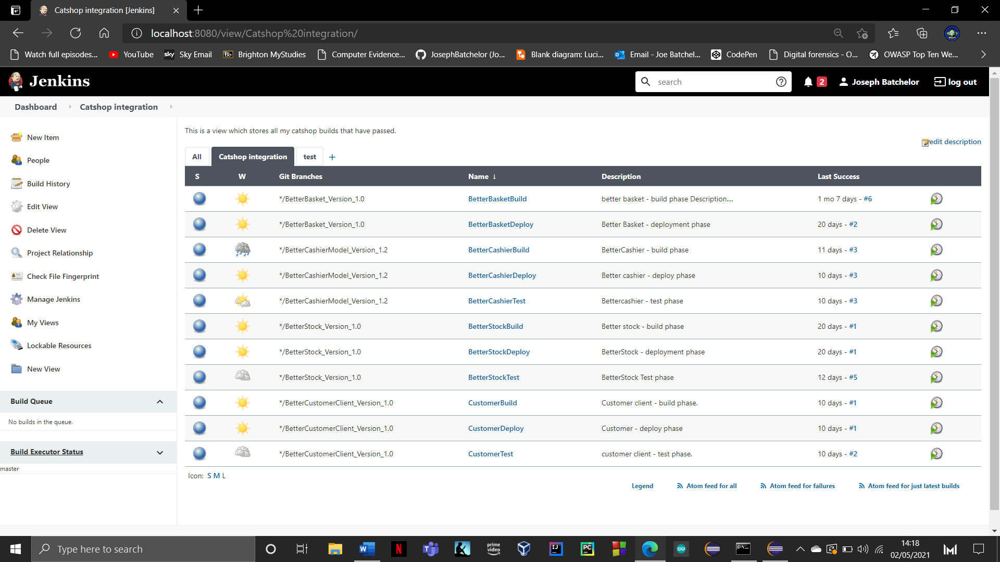 Catshop integration [Jenkins]
localhost:8080/view/Catshop%20integration/
Watch full episodes... YouTube sky Sky Email Bb Brighton MyStudies Computer Evidence... JosephBatchelor (Jo... Blank diagram: Luci... Email - Joe Batchel... CodePen Digital forensics - O... OWASP Top Ten We...
Jenkins search 2 Joseph Batchelor log out
Dashboard Catshop integration
This is a view which stores all my catshop builds that have passed.
edit description
New Item
People
Build History
Edit View
Delete View
Project Relationship
Check File Fingerprint
Manage Jenkins
My Views
Lockable Resources
New View
Build Queue
No builds in the queue.
Build Executor Status
master
All Catshop integration test +
S W Git Branches Name ↓ Description Last Success
*/BetterBasket_Version_1.0 BetterBasketBuild better basket - build phase Description.... 1 mo 7 days - #6
*/BetterBasket_Version_1.0 BetterBasketDeploy Better Basket - deployment phase 20 days - #2
*/BetterCashierModel_Version_1.2 BetterCashierBuild BetterCashier - build phase 11 days - #3
*/BetterCashierModel_Version_1.2 BetterCashierDeploy Better cashier - deploy phase 10 days - #3
*/BetterCashierModel_Version_1.2 BetterCashierTest Bettercashier - test phase 10 days - #3
*/BetterStock_Version_1.0 BetterStockBuild Better stock - build phase 20 days - #1
*/BetterStock_Version_1.0 BetterStockDeploy BetterStock - deployment phase 20 days - #1
*/BetterStock_Version_1.0 BetterStockTest BetterStock Test phase 12 days - #5
*/BetterCustomerClient_Version_1.0 CustomerBuild Customer client - build phase. 10 days - #1
*/BetterCustomerClient_Version_1.0 CustomerDeploy Customer - deploy phase 10 days - #1
*/BetterCustomerClient_Version_1.0 CustomerTest customer client - test phase. 10 days - #2
Icon: S M L
Legend Atom feed for all Atom feed for failures Atom feed for just latest builds
Type here to search W N prime video IJ PC 14:18
02/05/2021